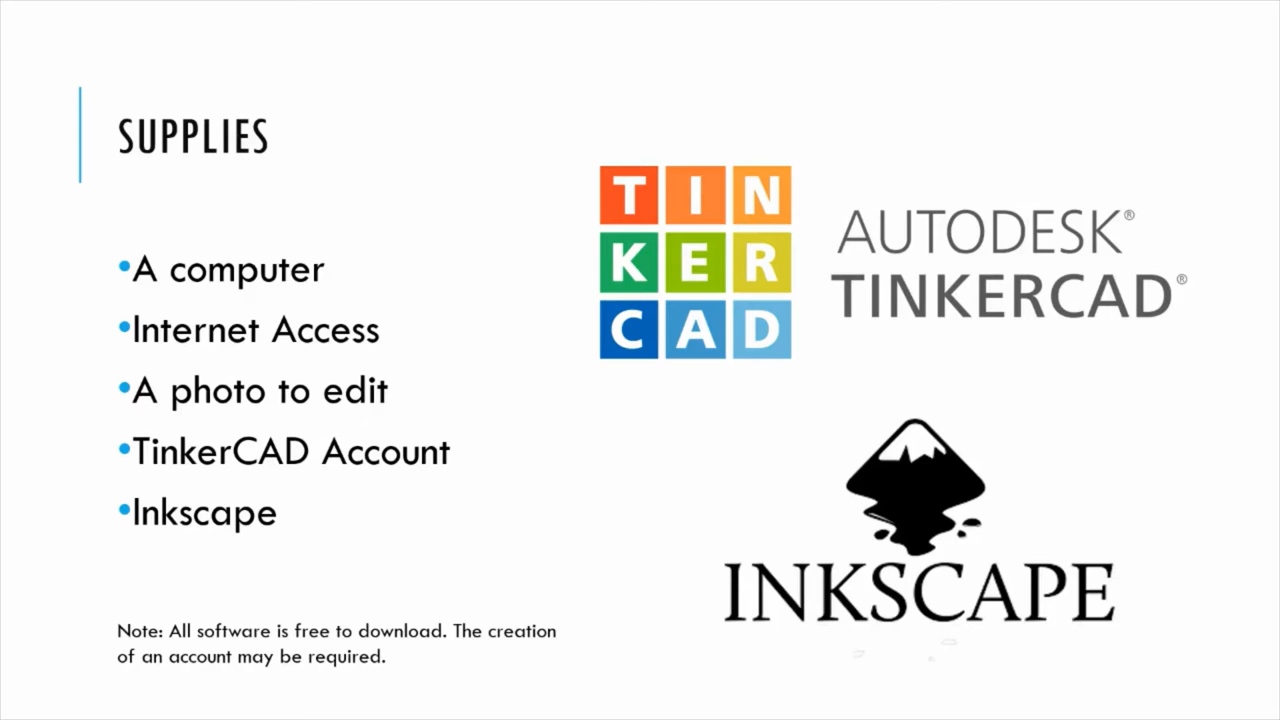 SUPPLIES
•A computer
•Internet Access
•A photo to edit
•TinkerCAD Account
•Inkscape
Note: All software is free to download. The creation
of an account may be required.
TIN
KER
CAD
AUTODESK®
TINKERCAD®
INKSCAPE